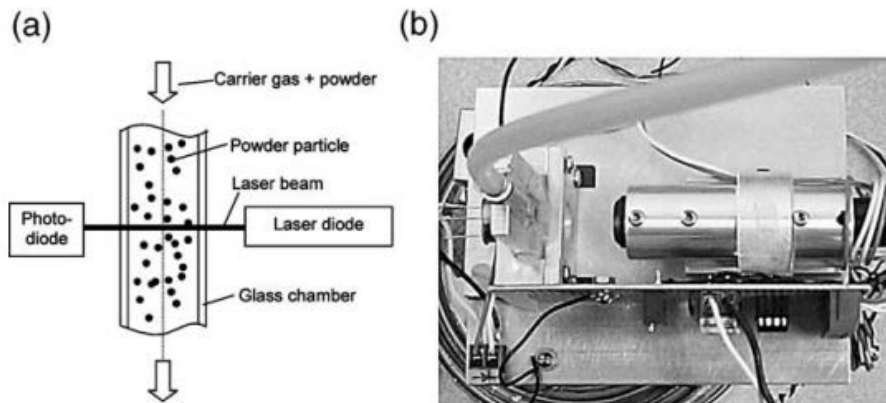 (a)
(b)
Carrier gas + powder
Powder particle
Laser beam
Photo-
diode
Laser diode
Glass chamber